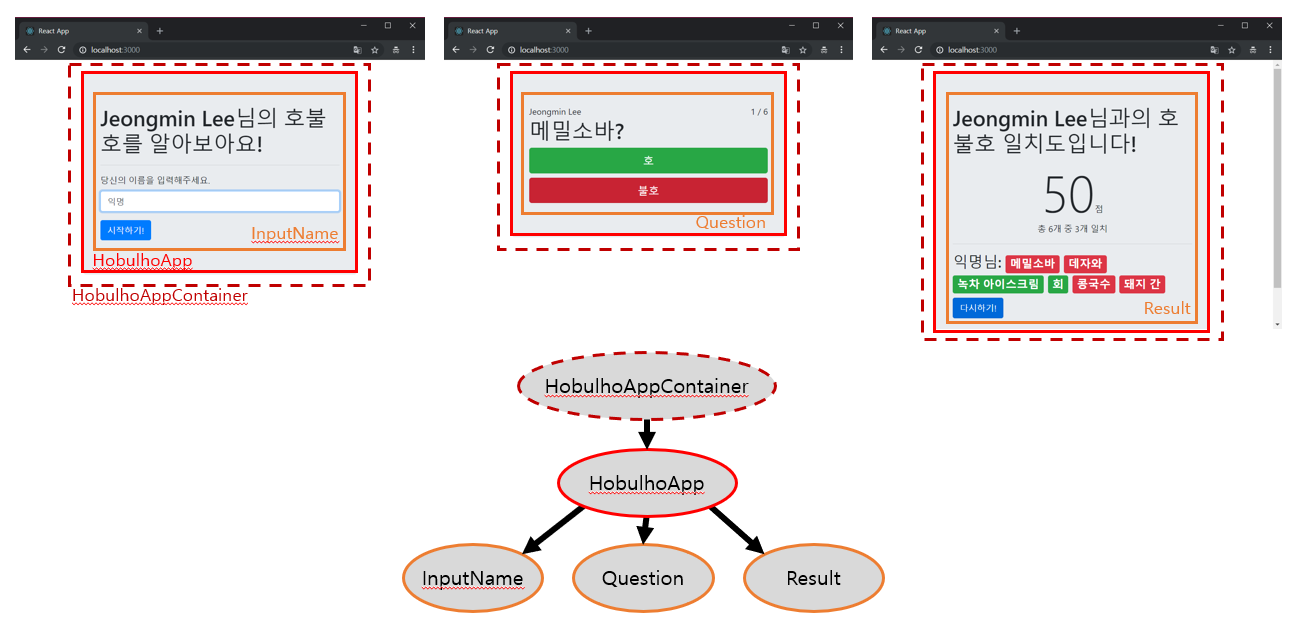 React App
localhost:3000
Jeongmin Lee님의 호불
호를 알아보아요!
당신의 이름을 입력해주세요.
익명
시작하기!
InputName
HobulhoApp
HobulhoAppContainer
React App
localhost:3000
Jeongmin Lee 1 / 6
메밀소바?
호
불호
Question
React App
localhost:3000
Jeongmin Lee님과의 호
불호 일치도입니다!
50점
총 6개 중 3개 일치
익명님: 메밀소바 데자와
녹차 아이스크림 회 콩국수 돼지 간
다시하기!
Result
HobulhoAppContainer
HobulhoApp
InputName Question Result